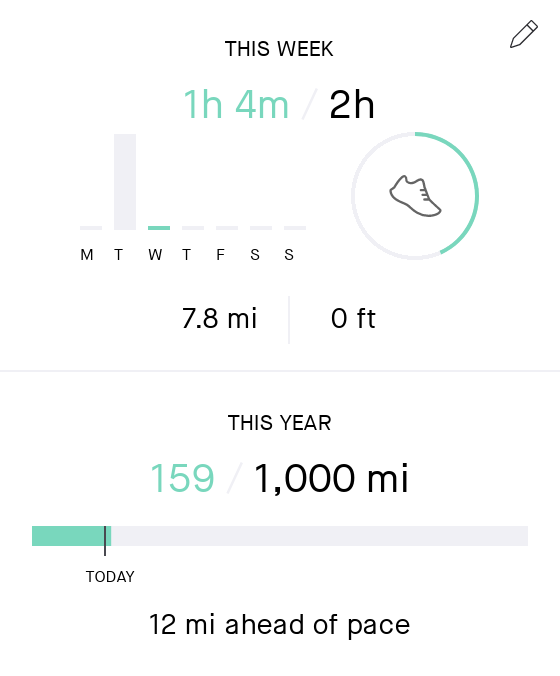 THIS WEEK
1h 4m / 2h
M T W T F S S
7.8 mi | 0 ft
THIS YEAR
159 / 1,000 mi
TODAY
12 mi ahead of pace